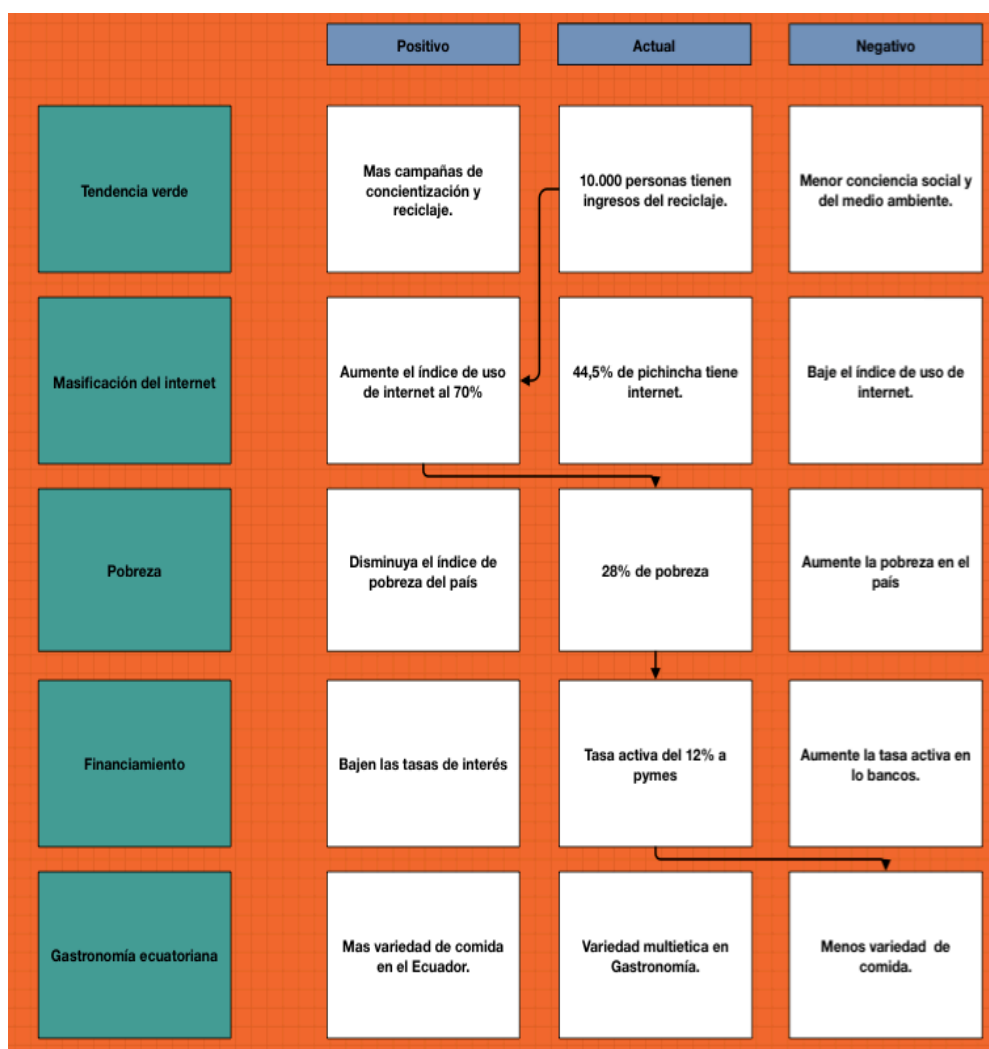 Positivo
Actual
Negativo
Tendencia verde
Mas campañas de
concientización y
reciclaje.
10.000 personas tienen
ingresos del reciclaje.
Menor conciencia social y
del medio ambiente.
Masificación del internet
Aumente el índice de uso
de internet al 70%
44,5% de pichincha tiene
internet.
Baje el índice de uso de
internet.
Pobreza
Disminuya el índice de
pobreza del país
28% de pobreza
Aumente la pobreza en el
país
Financiamiento
Bajen las tasas de interés
Tasa activa del 12% a
pymes
Aumente la tasa activa en
lo bancos.
Gastronomía ecuatoriana
Mas variedad de comida
en el Ecuador.
Variedad multietica en
Gastronomía.
Menos variedad de
comida.